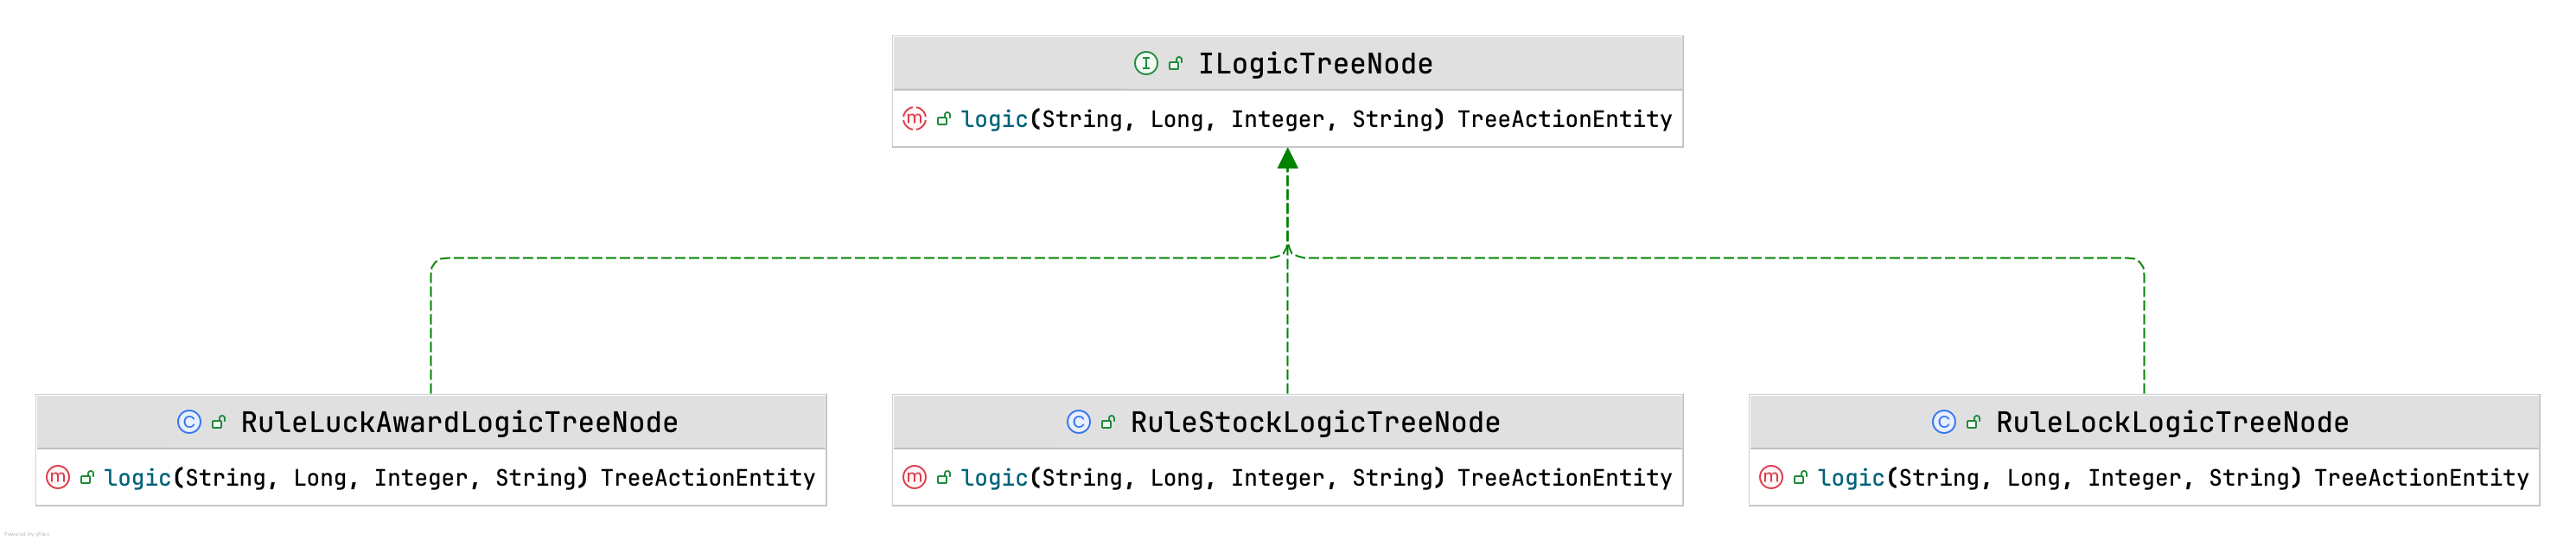 ILogicTreeNode
logic(String, Long, Integer, String) TreeActionEntity
RuleLuckAwardLogicTreeNode
logic(String, Long, Integer, String) TreeActionEntity
RuleStockLogicTreeNode
logic(String, Long, Integer, String) TreeActionEntity
RuleLockLogicTreeNode
logic(String, Long, Integer, String) TreeActionEntity
Powered by yFiles